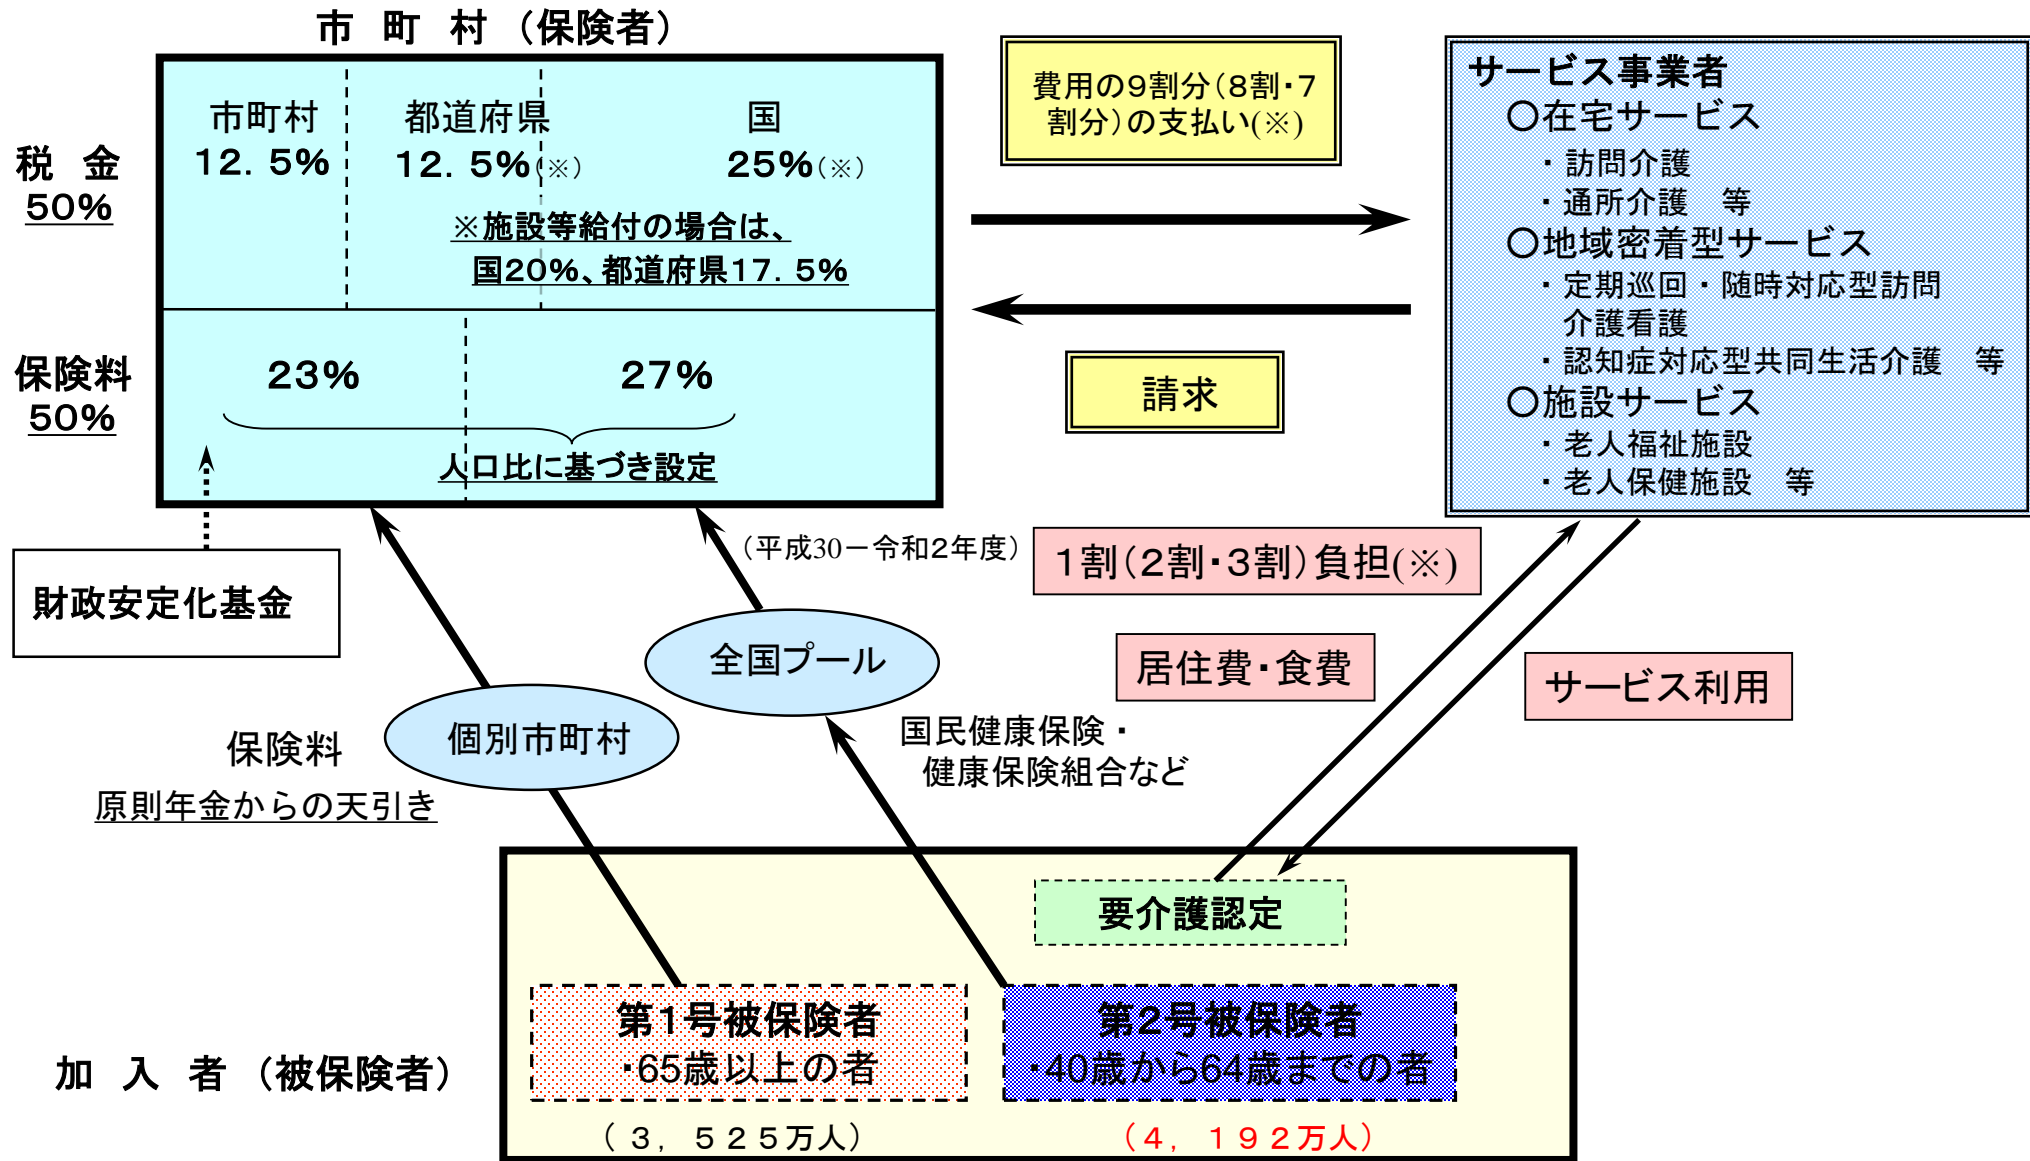 市 町 村（保険者）
市町村
12．5%
都道府県
12．5%(※)
国
25%(※)
※施設等給付の場合は、
国20%、都道府県17．5%
税 金
50%
保険料
50%
23%
27%
人口比に基づき設定
費用の9割分（8割・7
割分）の支払い(※)
請求
サービス事業者
○在宅サービス
・訪問介護
・通所介護　等
○地域密着型サービス
・定期巡回・随時対応型訪問
介護看護
・認知症対応型共同生活介護　等
○施設サービス
・老人福祉施設
・老人保健施設　等
財政安定化基金
（平成30－令和2年度）
1割（2割・3割）負担(※)
全国プール
居住費・食費
サービス利用
個別市町村
保険料
原則年金からの天引き
国民健康保険・
健康保険組合など
要介護認定
第1号被保険者
・65歳以上の者
第2号被保険者
・40歳から64歳までの者
加 入 者（被保険者）
（３，５２５万人）
（４，１９２万人）